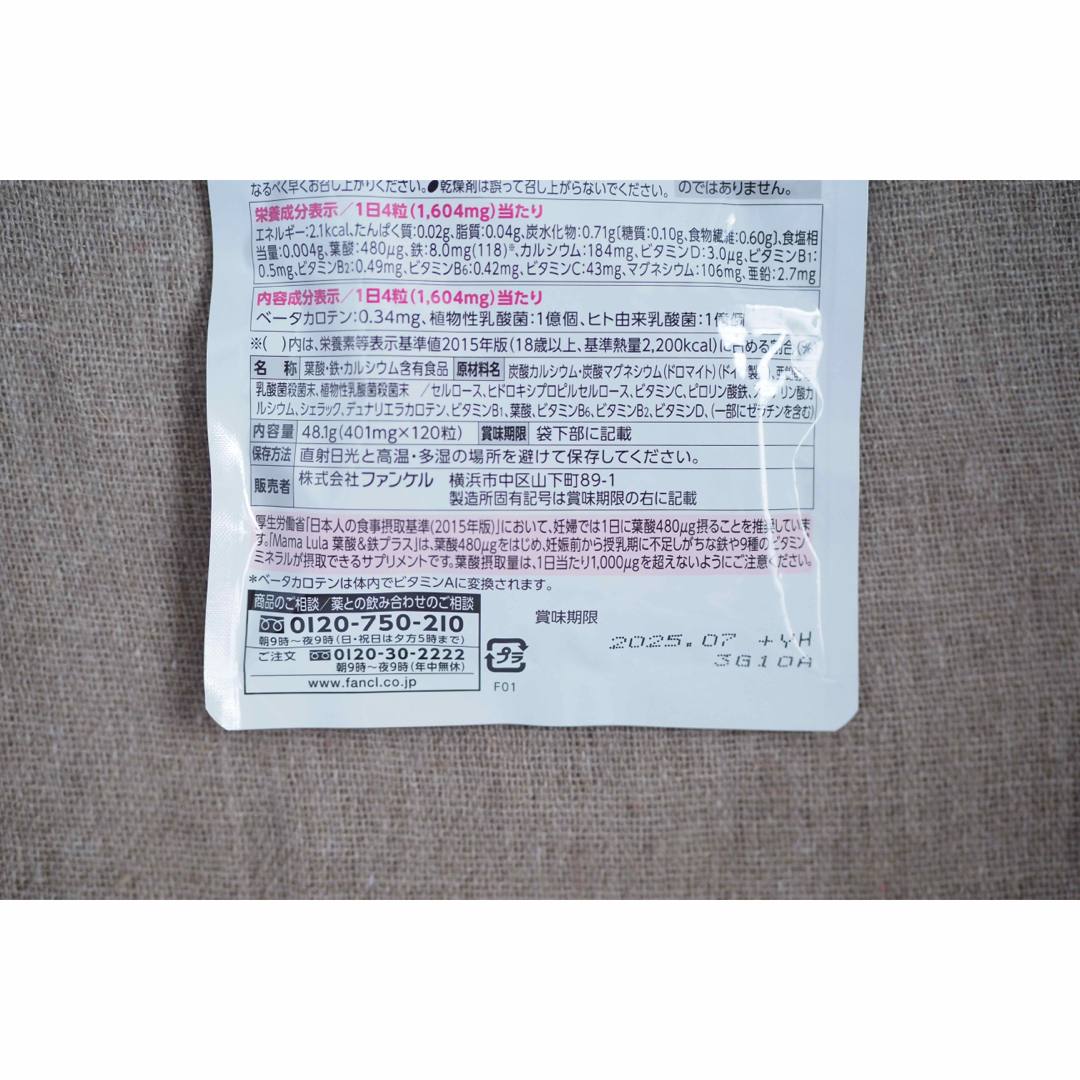 なるべく早くお召し上がりください。●乾燥剤は誤って召し上がらないでください。 のではありません。
栄養成分表示/1日4粒(1,604mg)当たり
エネルギー:2.1kcal、たんぱく質:0.02g、脂質:0.04g、炭水化物:0.71g(糖質:0.10g、食物繊維:0.60g)、食塩相
当量:0.004g、葉酸:480μg、鉄:8.0mg(118)*、カルシウム:184mg、ビタミンD:3.0μg、ビタミンB1:
0.5mg、ビタミンB2:0.49mg、ビタミンB6:0.42mg、ビタミンC:43mg、マグネシウム:106mg、亜鉛:2.7mg
内容成分表示/1日4粒(1,604mg)当たり
ベータカロテン:0.34mg、植物性乳酸菌:1億個、ヒト由来乳酸菌:1億個
※( )内は、栄養素等表示基準値2015年版(18歳以上、基準熱量2,200kcal)に占める割合(%)
名 称 葉酸・鉄・カルシウム含有食品 原材料名 炭酸カルシウム・炭酸マグネシウム(ドロマイト)(ドイツ製造)、
乳酸菌殺菌末、植物性乳酸菌殺菌末 /セルロース、ヒドロキシプロピルセルロース、ビタミンC、ピロリン酸鉄、
ルシウム、シェラック、デュナリエラカロテン、ビタミンB1、葉酸、ビタミンB6、ビタミンB2、ビタミンD、(一部にゼラチンを含む)
内容量 48.1g(401mg×120粒) 賞味期限 袋下部に記載
保存方法 直射日光と高温・多湿の場所を避けて保存してください。
販売者 株式会社ファンケル 横浜市中区山下町89-1
製造所固有記号は賞味期限の右に記載
厚生労働省「日本人の食事摂取基準(2015年版)」において、妊婦では1日に葉酸480μg摂ることを推奨していま
す。「Mama Lula 葉酸&鉄プラス」は、葉酸480μgをはじめ、妊娠前から授乳期に不足しがちな鉄や9種のビタミン・
ミネラルが摂取できるサプリメントです。葉酸摂取量は、1日当たり1,000μgを超えないようにご注意ください。
*ベータカロテンは体内でビタミンAに変換されます。
商品のご相談/薬との飲み合わせのご相談
0120-750-210
朝9時~夜9時(日・祝日は夕方5時まで)
ご注文 0120-30-2222
朝9時~夜9時(年中無休)
www.fancl.co.jp
プラ
F01
賞味期限
2025.07 +YH
3G10A